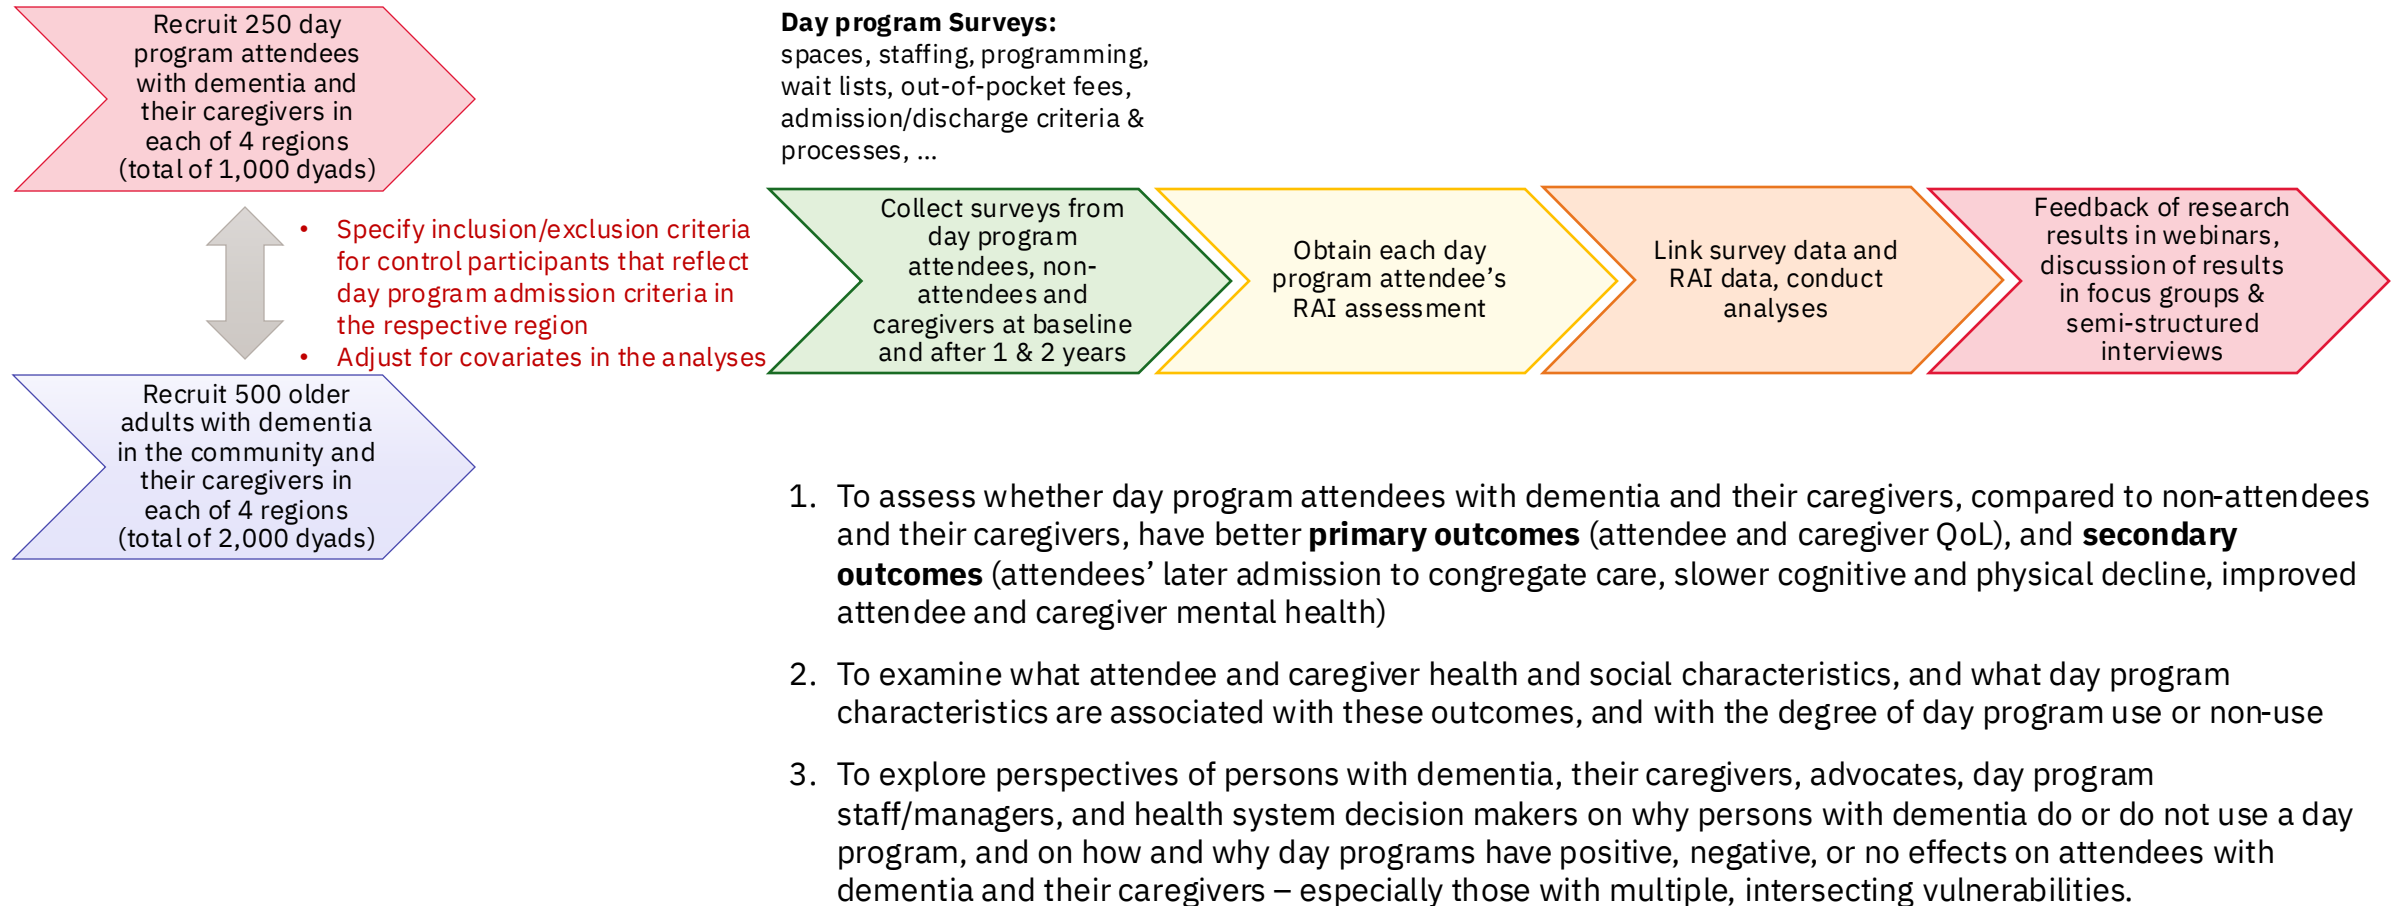 Recruit 250 day
program attendees
with dementia and
their caregivers in
each of 4 regions
(total of 1,000 dyads)
• Specify inclusion/exclusion criteria
for control participants that reflect
day program admission criteria in
the respective region
• Adjust for covariates in the analyses
Recruit 500 older
adults with dementia
in the community and
their caregivers in
each of 4 regions
(total of 2,000 dyads)
Day program Surveys:
spaces, staffing, programming,
wait lists, out-of-pocket fees,
admission/discharge criteria &
processes, ...
Collect surveys from
day program
attendees, non-
attendees and
caregivers at baseline
and after 1 & 2 years
Obtain each day
program attendee’s
RAI assessment
Link survey data and
RAI data, conduct
analyses
Feedback of research
results in webinars,
discussion of results
in focus groups &
semi-structured
interviews
1. To assess whether day program attendees with dementia and their caregivers, compared to non-attendees
and their caregivers, have better primary outcomes (attendee and caregiver QoL), and secondary
outcomes (attendees’ later admission to congregate care, slower cognitive and physical decline, improved
attendee and caregiver mental health)
2. To examine what attendee and caregiver health and social characteristics, and what day program
characteristics are associated with these outcomes, and with the degree of day program use or non-use
3. To explore perspectives of persons with dementia, their caregivers, advocates, day program
staff/managers, and health system decision makers on why persons with dementia do or do not use a day
program, and on how and why day programs have positive, negative, or no effects on attendees with
dementia and their caregivers – especially those with multiple, intersecting vulnerabilities.